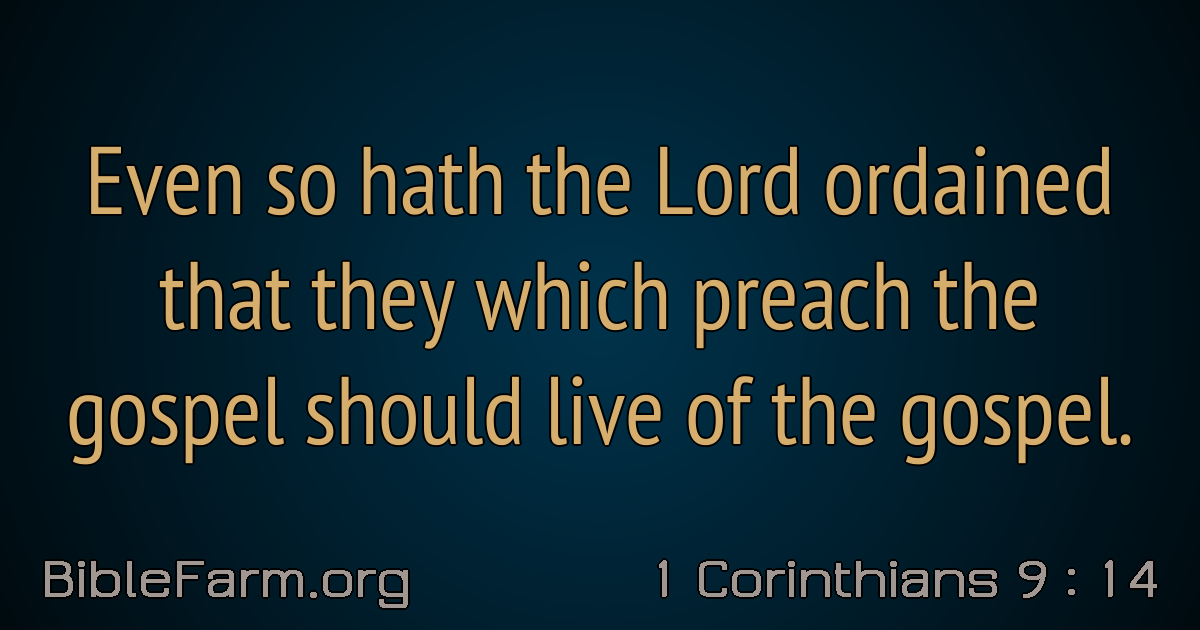 Even so hath the Lord ordained
that they which preach the
gospel should live of the gospel.
BibleFarm.org
1 Corinthians 9 : 14